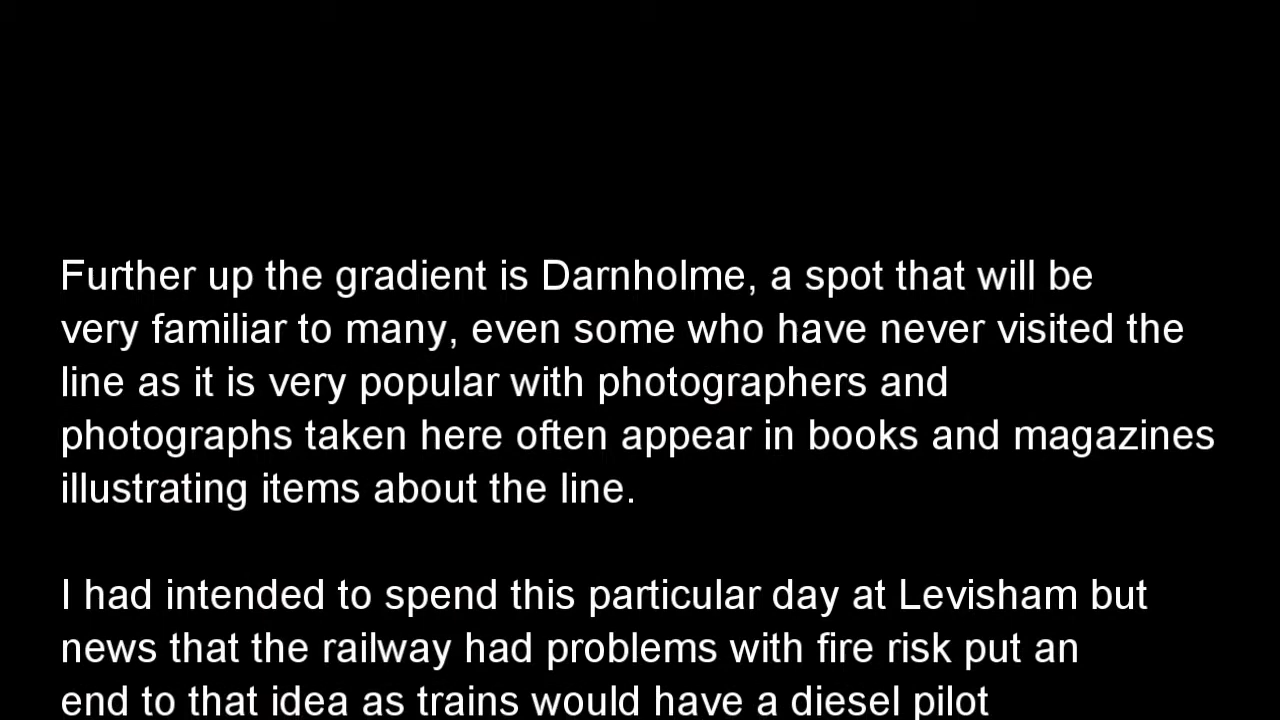 Further up the gradient is Darnholme, a spot that will be
very familiar to many, even some who have never visited the
line as it is very popular with photographers and
photographs taken here often appear in books and magazines
illustrating items about the line.
I had intended to spend this particular day at Levisham but
news that the railway had problems with fire risk put an
end to that idea as trains would have a diesel pilot